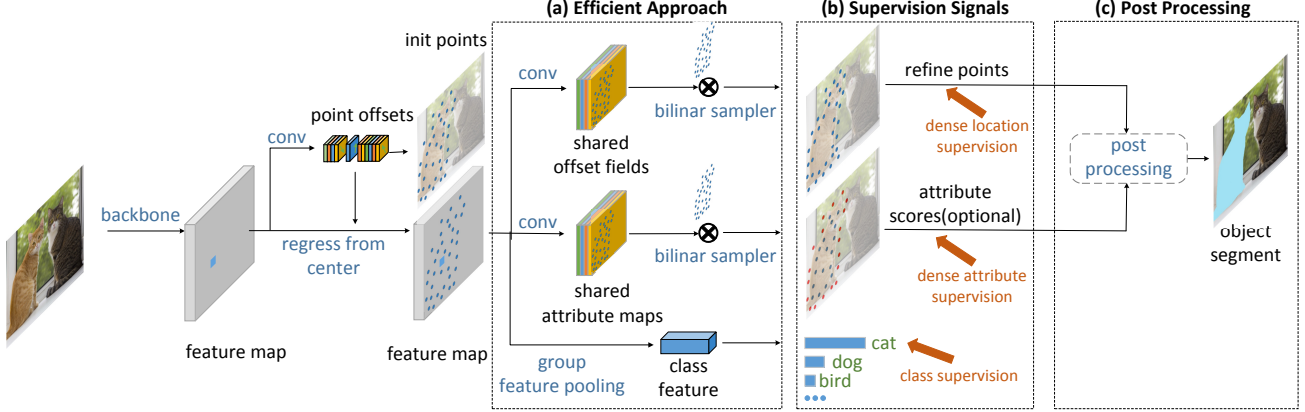 (a) Efficient Approach
(b) Supervision Signals
(c) Post Processing
init points
conv
point offsets
conv
bilinar sampler
shared
offset fields
refine points
dense location
supervision
post
processing
backbone
regress from
center
conv
bilinar sampler
shared
attribute maps
attribute
scores(optional)
dense attribute
supervision
object
segment
feature map
feature map
group
feature pooling
class
feature
cat
dog
bird
class supervision